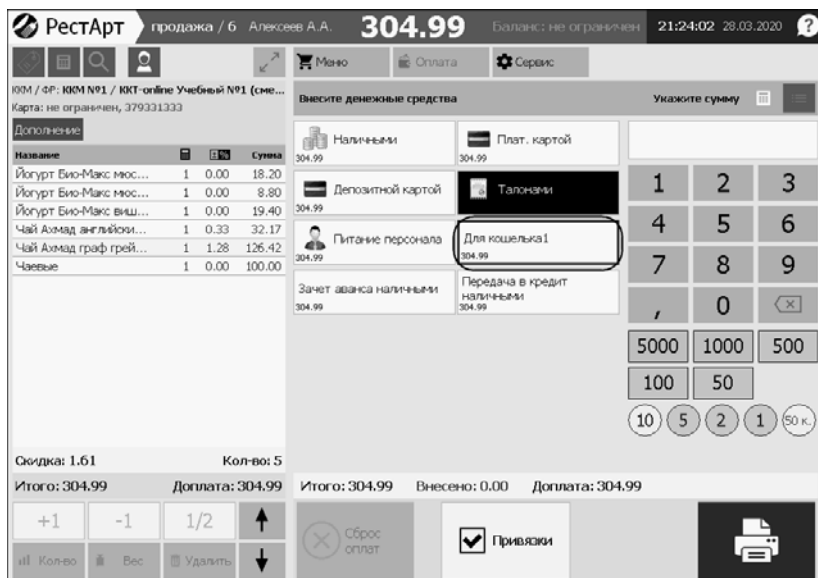 РестАрт продажа / 6 Алексеев А.А. 304.99 Баланс: не ограничен 21:24:02 28.03.2020 ?
Меню Оплата Сервис
ККМ / ФР: ККМ №1 / ККТ-online Учебный №1 (сме...
Карта: не ограничен, 379331333
Внесите денежные средства Укажите сумму
Дополнение
Название % Сумма
Йогурт Био-Макс мюс... 1 0.00 18.20
Йогурт Био-Макс мюс... 1 0.00 8.80
Йогурт Био-Макс виш... 1 0.00 19.40
Чай Ахмад английски... 1 0.33 32.17
Чай Ахмад граф грей... 1 1.28 126.42
Чаевые 1 0.00 100.00
Скидка: 1.61 Кол-во: 5
Итого: 304.99 Доплата: 304.99
+1 -1 1/2
Кол-во Вес Удалить
Наличными
304.99
Плат. картой
304.99
Депозитной картой
304.99
Талонами
Питание персонала
304.99
Для кошелька1
304.99
Зачет аванса наличными
304.99
Передача в кредит
наличными
304.99
1 2 3
4 5 6
7 8 9
, 0
5000 1000 500
100 50
10 5 2 1 50 к.
Итого: 304.99 Внесено: 0.00 Доплата: 304.99
Сброс
оплат
Привязки